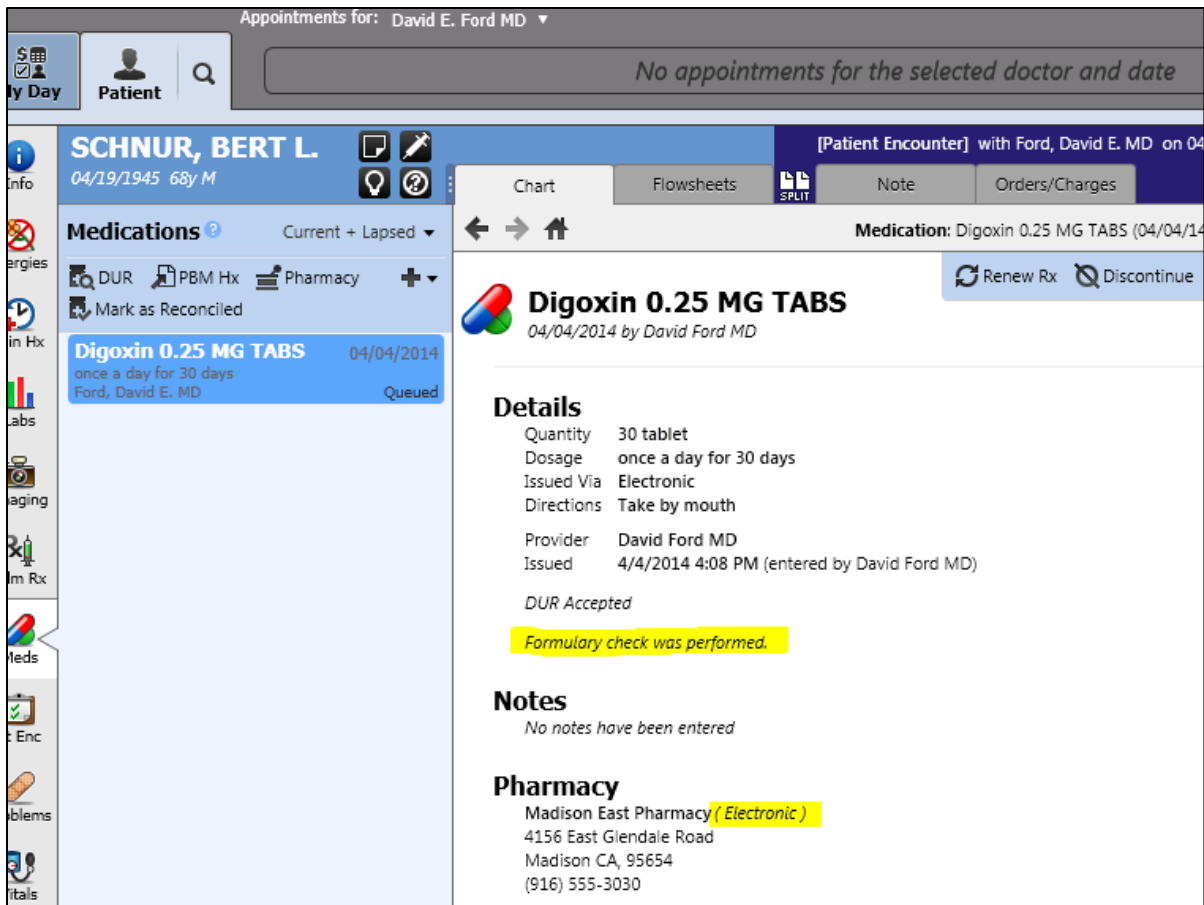 Appointments for: David E. Ford MD ▼
No appointments for the selected doctor and date
My Day
Patient
SCHNUR, BERT L.
04/19/1945 68y M
[Patient Encounter] with Ford, David E. MD on 04
Chart
Flowsheets
SPLIT
Note
Orders/Charges
Info
ergies
in Hx
Labs
aging
lm Rx
Meds
t Enc
oblems
Vitals
Medications
Current + Lapsed ▼
DUR PBM Hx Pharmacy
Mark as Reconciled
Digoxin 0.25 MG TABS 04/04/2014
once a day for 30 days
Ford, David E. MD Queued
Medication: Digoxin 0.25 MG TABS (04/04/14
Renew Rx Discontinue
Digoxin 0.25 MG TABS
04/04/2014 by David Ford MD
Details
Quantity 30 tablet
Dosage once a day for 30 days
Issued Via Electronic
Directions Take by mouth
Provider David Ford MD
Issued 4/4/2014 4:08 PM (entered by David Ford MD)
DUR Accepted
Formulary check was performed.
Notes
No notes have been entered
Pharmacy
Madison East Pharmacy ( Electronic )
4156 East Glendale Road
Madison CA, 95654
(916) 555-3030